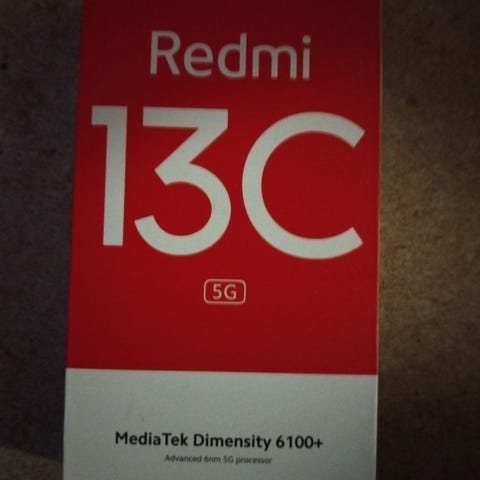 Redmi
13C
5G
MediaTek Dimensity 6100+
Advanced 6nm 5G processor